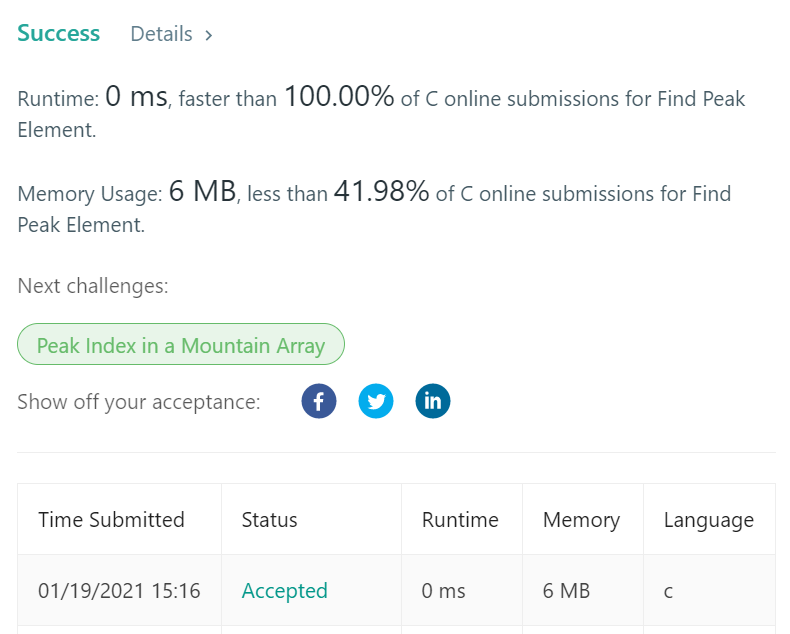 Success Details >
Runtime: 0 ms, faster than 100.00% of C online submissions for Find Peak
Element.
Memory Usage: 6 MB, less than 41.98% of C online submissions for Find
Peak Element.
Next challenges:
Peak Index in a Mountain Array
Show off your acceptance: f in
Time Submitted Status Runtime Memory Language
01/19/2021 15:16 Accepted 0 ms 6 MB c